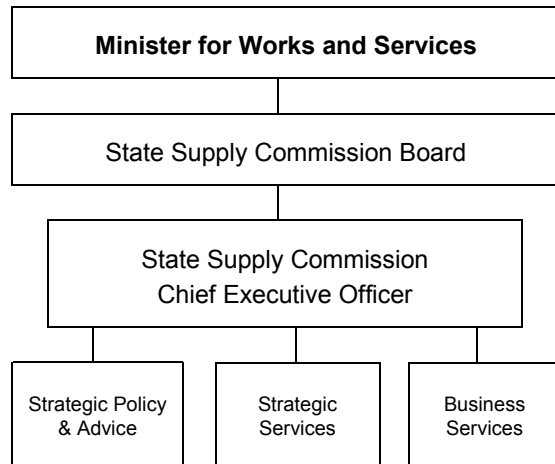 Minister for Works and Services
State Supply Commission Board
State Supply Commission
Chief Executive Officer
Strategic Policy
& Advice
Strategic
Services
Business
Services